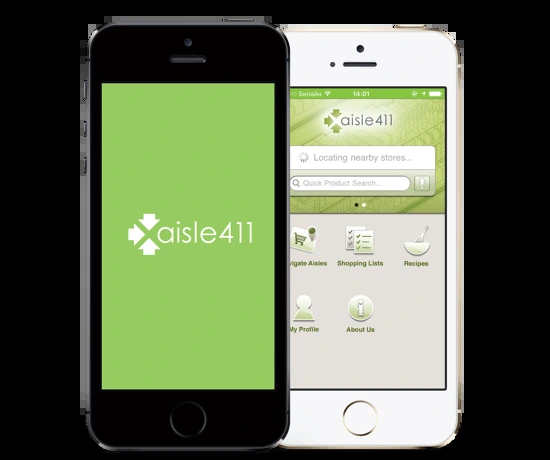 aisle411
Билайн 14:01
aisle411
Locating nearby stores...
Quick Product Search...
vigate Aisles Shopping Lists Recipes
My Profile About Us